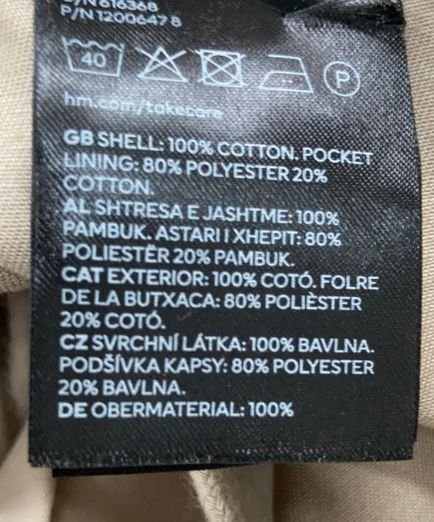 P/N 616368
P/N 1200647 8
40
P
hm.com/takecare
GB SHELL: 100% COTTON. POCKET
LINING: 80% POLYESTER 20%
COTTON.
AL SHTRESA E JASHTME: 100%
PAMBUK. ASTARI I XHEPIT: 80%
POLIESTËR 20% PAMBUK.
CAT EXTERIOR: 100% COTÓ. FOLRE
DE LA BUTXACA: 80% POLIÈSTER
20% COTÓ.
CZ SVRCHNÍ LÁTKA: 100% BAVLNA.
PODŠÍVKA KAPSY: 80% POLYESTER
20% BAVLNA.
DE OBERMATERIAL: 100%